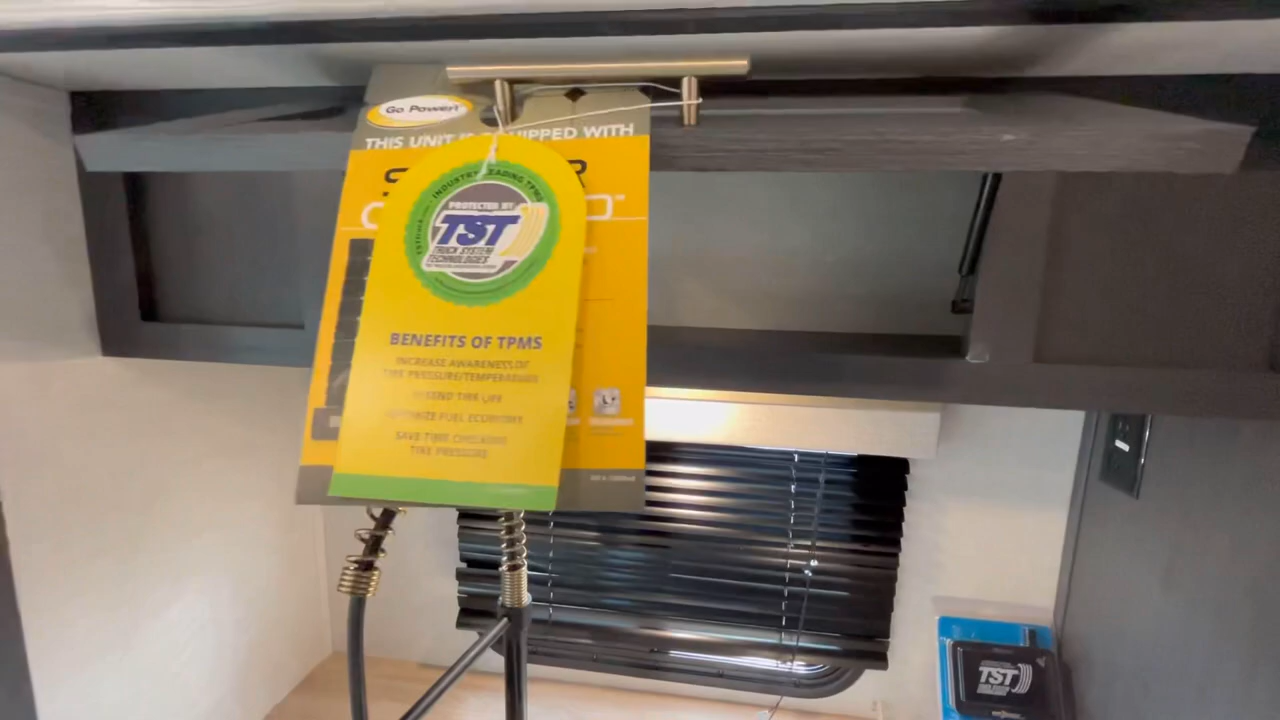 Go Power!
THIS UNIT IS EQUIPPED WITH
INDUSTRY LEADING TPMS
PROTECTED BY
TST
TRUCK SYSTEM
TECHNOLOGIES
BENEFITS OF TPMS
INCREASE AWARENESS OF
TIRE PRESSURE/TEMPERATURE
EXTEND TIRE LIFE
FUEL ECONOMY
SAVE TIME CHECKING
TIRE PRESSURE
TST